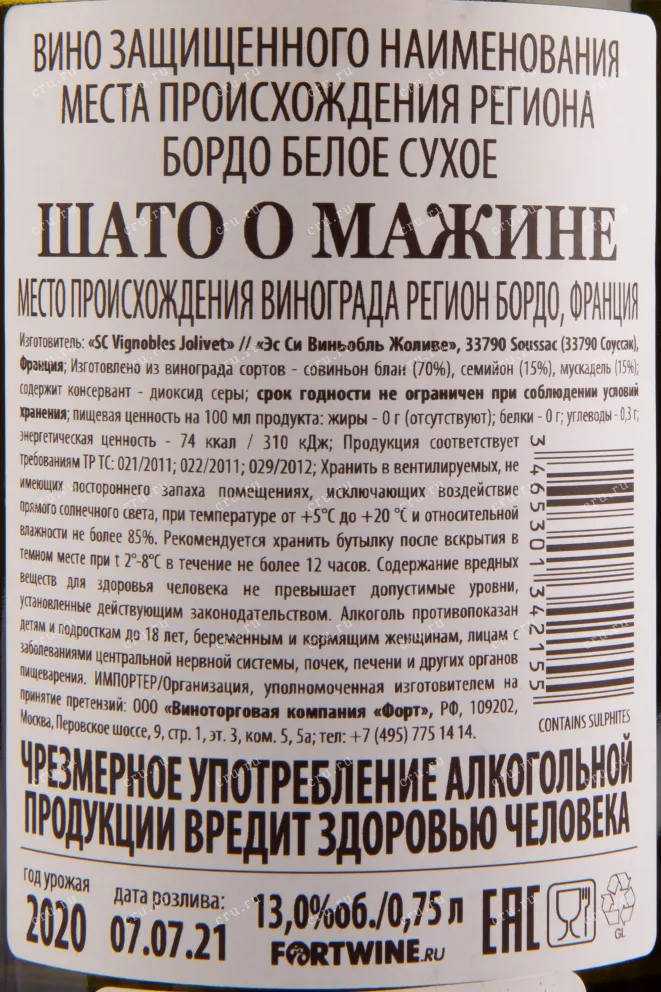 ВИНО ЗАЩИЩЕННОГО НАИМЕНОВАНИЯ
МЕСТА ПРОИСХОЖДЕНИЯ РЕГИОНА
БОРДО БЕЛОЕ СУХОЕ
ШАТО О МАЖИНЕ
МЕСТО ПРОИСХОЖДЕНИЯ ВИНОГРАДА РЕГИОН БОРДО, ФРАНЦИЯ
Изготовитель: «SC Vignobles Jolivet» // «Эс Си Виньобль Жоливе», 33790 Soussac (33790 Соуссак),
Франция; Изготовлено из винограда сортов - совиньон блан (70%), семийон (15%), мускадель (15%);
содержит консервант - диоксид серы; срок годности не ограничен при соблюдении условий
хранения; пищевая ценность на 100 мл продукта: жиры - 0 г (отсутствуют); белки - 0 г; углеводы - 0,3 г;
энергетическая ценность - 74 ккал / 310 кДж; Продукция соответствует
требованиям ТР ТС: 021/2011; 022/2011; 029/2012; Хранить в вентилируемых, не
имеющих постороннего запаха помещениях, исключающих воздействие
прямого солнечного света, при температуре от +5°С до +20 °С и относительной
влажности не более 85%. Рекомендуется хранить бутылку после вскрытия в
темном месте при t 2°-8°С в течение не более 12 часов. Содержание вредных
веществ для здоровья человека не превышает допустимые уровни,
установленные действующим законодательством. Алкоголь противопоказан
детям и подросткам до 18 лет, беременным и кормящим женщинам, лицам с
заболеваниями центральной нервной системы, почек, печени и других органов
пищеварения. ИМПОРТЕР/Организация, уполномоченная изготовителем на
принятие претензий: ООО «Виноторговая компания «Форт», РФ, 109202,
Москва, Перовское шоссе, 9, стр. 1, эт. 3, ком. 5, 5а; тел: +7 (495) 775 14 14.
3 465301 342155
CONTAINS SULPHITES
ЧРЕЗМЕРНОЕ УПОТРЕБЛЕНИЕ АЛКОГОЛЬНОЙ
ПРОДУКЦИИ ВРЕДИТ ЗДОРОВЬЮ ЧЕЛОВЕКА
год урожая
2020
дата розлива:
07.07.21
13,0%об./0,75 л
FORTWINE.RU
EAC
GL
cru.ru